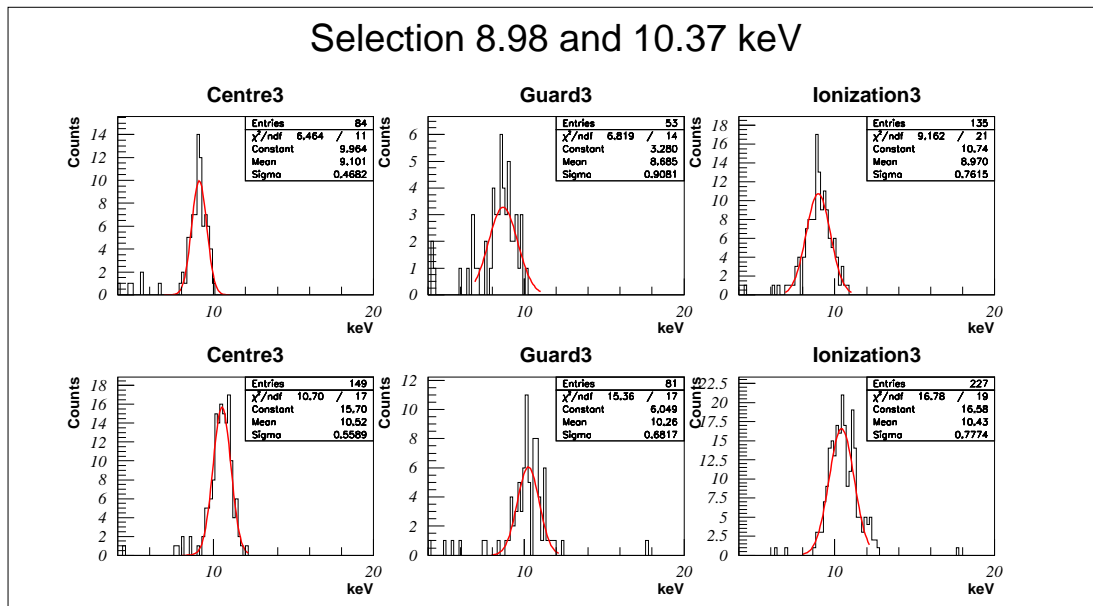 Selection 8.98 and 10.37 keV
Centre3
Counts
Entries 84
χ²/ndf 6.464 / 11
Constant 9.964
Mean 9.101
Sigma 0.4682
14
12
10
8
6
4
2
0
10 20
keV
Guard3
Counts
Entries 53
χ²/ndf 6.819 / 14
Constant 3.280
Mean 8.685
Sigma 0.9081
6
5
4
3
2
1
0
10 20
keV
Ionization3
Counts
Entries 135
χ²/ndf 9.162 / 21
Constant 10.74
Mean 8.970
Sigma 0.7615
18
16
14
12
10
8
6
4
2
0
10 20
keV
Centre3
Counts
Entries 149
χ²/ndf 10.70 / 17
Constant 15.70
Mean 10.52
Sigma 0.5589
18
16
14
12
10
8
6
4
2
0
10 20
keV
Guard3
Counts
Entries 81
χ²/ndf 15.36 / 17
Constant 6.049
Mean 10.26
Sigma 0.6817
12
10
8
6
4
2
0
10 20
keV
Ionization3
Counts
Entries 227
χ²/ndf 16.78 / 19
Constant 16.58
Mean 10.43
Sigma 0.7774
22.5
20
17.5
15
12.5
10
7.5
5
2.5
0
10 20
keV